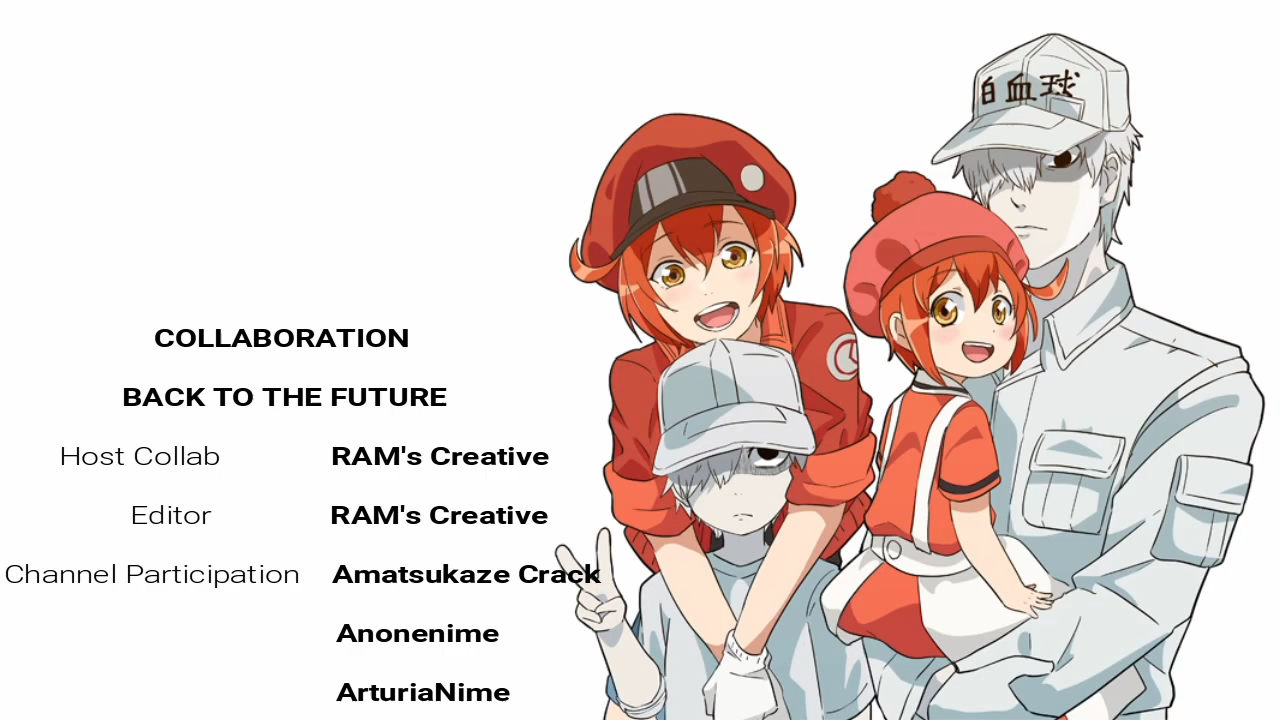 白血球
COLLABORATION
BACK TO THE FUTURE
Host Collab RAM's Creative
Editor RAM's Creative
Channel Participation Amatsukaze Crack
Anonenime
ArturiaNime